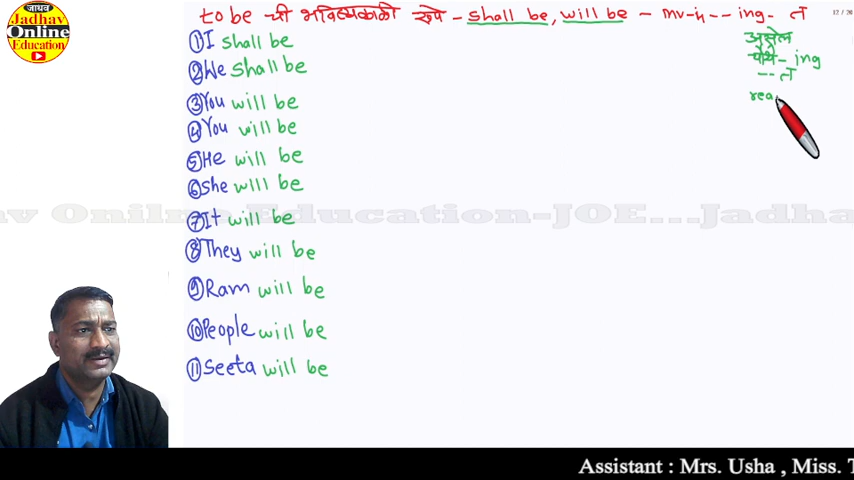 जाधव
Jadhav
Online
Education
to be ची भविष्यकाळी रूपे - shall be, will be - mv-1 -- ing - त
12 / 20
① I shall be
② We shall be
③ You will be
④ You will be
⑤ He will be
⑥ She will be
⑦ It will be
⑧ They will be
⑨ Ram will be
⑩ People will be
⑪ Seeta will be
असेल
- ing
-- त
rea
av Onilne Education-JOE...Jadha
Assistant : Mrs. Usha , Miss. T